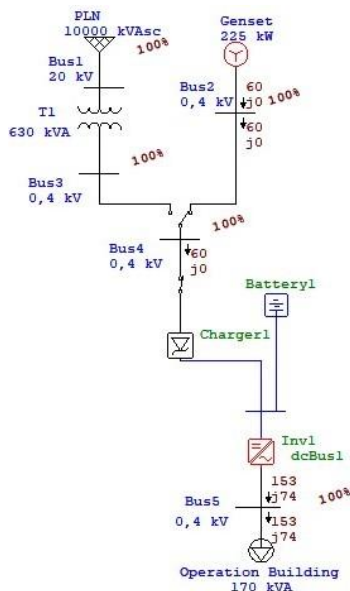 PLN
10000 kVAsc
100%
Bus1
20 kV
T1
630 kVA
100%
Bus3
0,4 kV
Genset
225 kW
Bus2
0,4 kV
60
j0
100%
60
j0
100%
Bus4
0,4 kV
60
j0
Battery1
Charger1
Inv1
dcBus1
153
j74
Bus5
0,4 kV
100%
153
j74
Operation Building
170 kVA